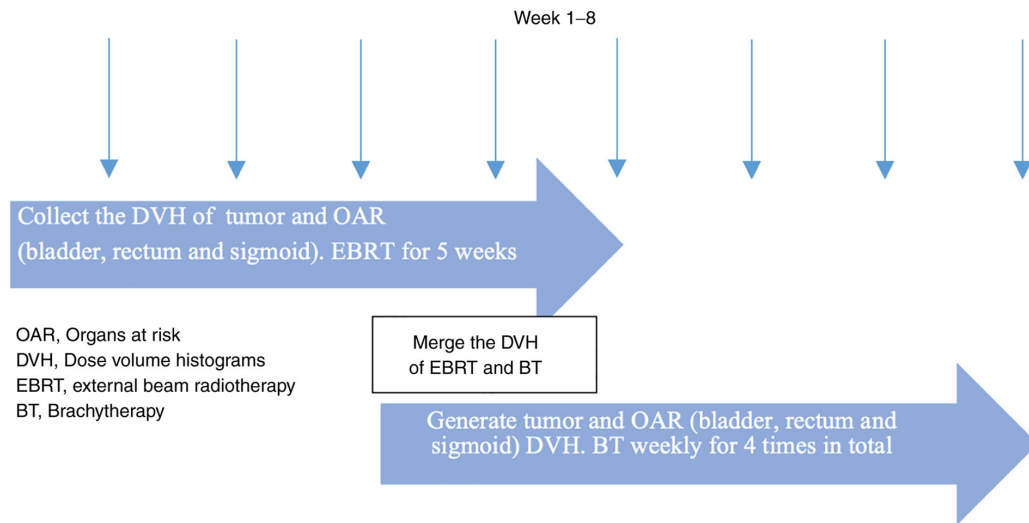 Week 1–8
Collect the DVH of tumor and OAR
(bladder, rectum and sigmoid). EBRT for 5 weeks
OAR, Organs at risk
DVH, Dose volume histograms
EBRT, external beam radiotherapy
BT, Brachytherapy
Merge the DVH
of EBRT and BT
Generate tumor and OAR (bladder, rectum and
sigmoid) DVH. BT weekly for 4 times in total